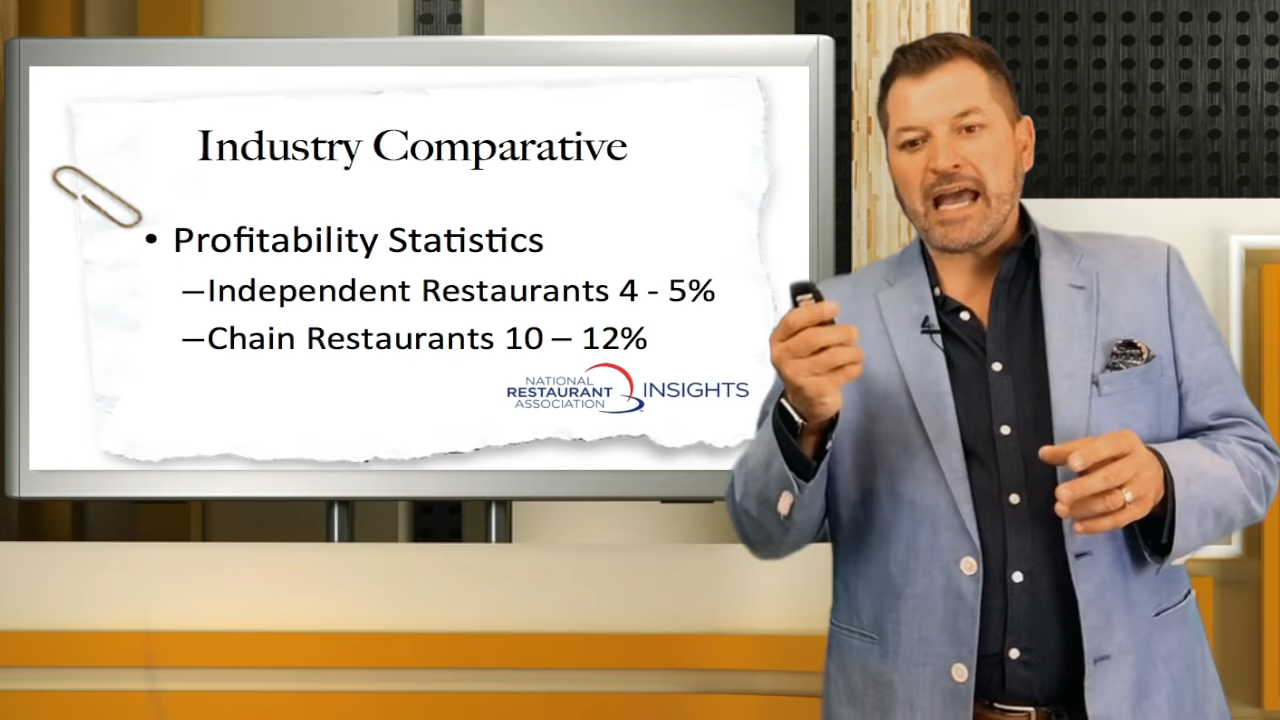 Industry Comparative
• Profitability Statistics
–Independent Restaurants 4 - 5%
–Chain Restaurants 10 – 12%
NATIONAL
RESTAURANT
ASSOCIATION
INSIGHTS